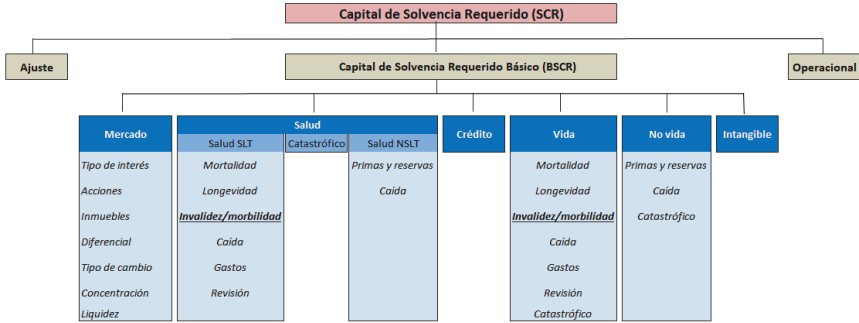 Capital de Solvencia Requerido (SCR)
Ajuste
Capital de Solvencia Requerido Básico (BSCR)
Operacional
Mercado
Tipo de interés
Acciones
Inmuebles
Diferencial
Tipo de cambio
Concentración
Liquidez
Salud
Salud SLT
Mortalidad
Longevidad
Invalidez/morbilidad
Caída
Gastos
Revisión
Catastrófico
Salud NSLT
Primas y reservas
Caída
Crédito
Vida
Mortalidad
Longevidad
Invalidez/morbilidad
Caída
Gastos
Revisión
Catastrófico
No vida
Primas y reservas
Caída
Catastrófico
Intangible